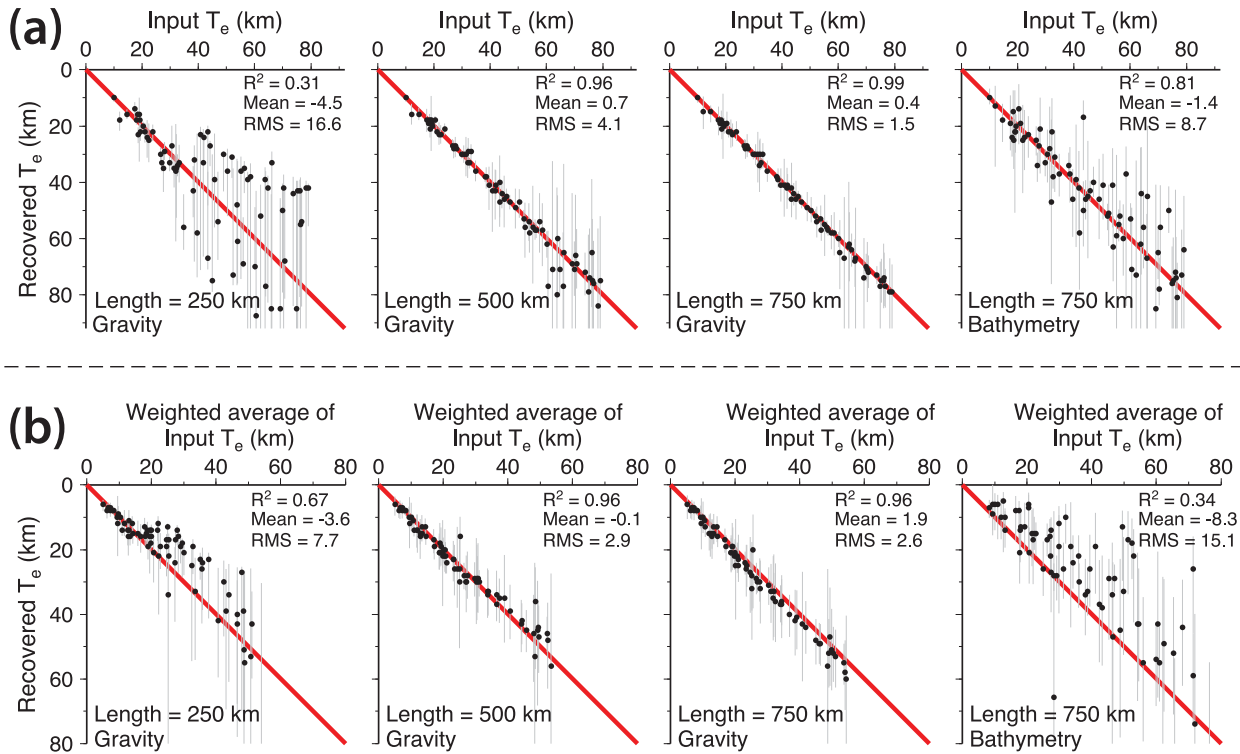 (a)
Input Te (km)
0 20 40 60 80
Recovered Te (km)
0
20
40
60
80
R² = 0.31
Mean = -4.5
RMS = 16.6
Length = 250 km
Gravity
Input Te (km)
0 20 40 60 80
R² = 0.96
Mean = 0.7
RMS = 4.1
Length = 500 km
Gravity
Input Te (km)
0 20 40 60 80
R² = 0.99
Mean = 0.4
RMS = 1.5
Length = 750 km
Gravity
Input Te (km)
0 20 40 60 80
R² = 0.81
Mean = -1.4
RMS = 8.7
Length = 750 km
Bathymetry
(b)
Weighted average of
Input Te (km)
0 20 40 60 80
Recovered Te (km)
0
20
40
60
80
R² = 0.67
Mean = -3.6
RMS = 7.7
Length = 250 km
Gravity
Weighted average of
Input Te (km)
0 20 40 60 80
R² = 0.96
Mean = -0.1
RMS = 2.9
Length = 500 km
Gravity
Weighted average of
Input Te (km)
0 20 40 60 80
R² = 0.96
Mean = 1.9
RMS = 2.6
Length = 750 km
Gravity
Weighted average of
Input Te (km)
0 20 40 60 80
R² = 0.34
Mean = -8.3
RMS = 15.1
Length = 750 km
Bathymetry